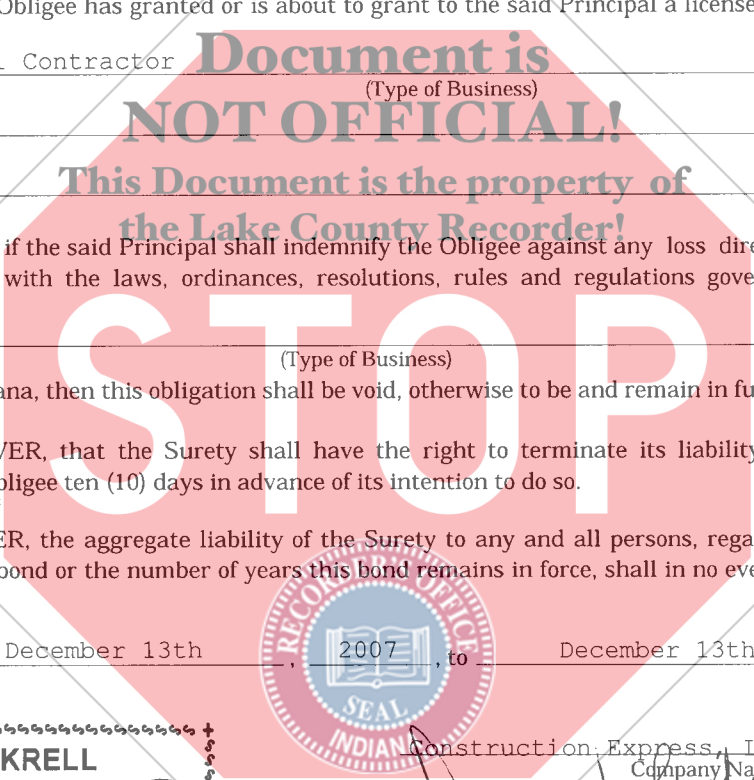 Obligee has granted or is about to grant to the said Principal a license
l Contractor
Document is
(Type of Business)
NOT OFFICIAL!
This Document is the property of
the Lake County Recorder!
if the said Principal shall indemnify the Obligee against any loss dire
with the laws, ordinances, resolutions, rules and regulations gove
STOP
(Type of Business)
ana, then this obligation shall be void, otherwise to be and remain in fu
VER, that the Surety shall have the right to terminate its liability
bligee ten (10) days in advance of its intention to do so.
ER, the aggregate liability of the Surety to any and all persons, rega
bond or the number of years this bond remains in force, shall in no eve
RECORDER'S OFFICE
December 13th , 2007 , to December 13th
SEAL
INDIANA
KRELL
Construction Express, I
Company Na